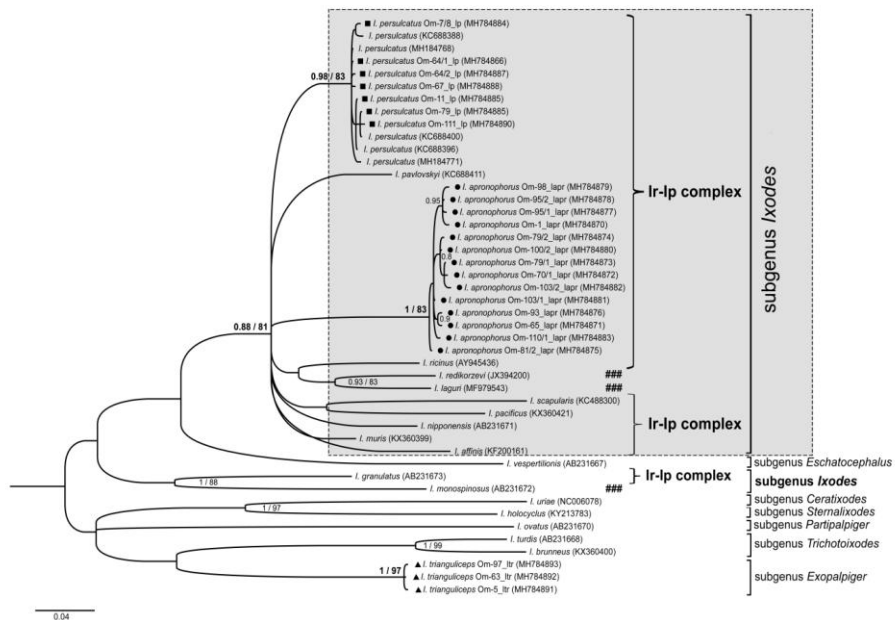 I. persulcatus Om-7/8_Ip (MH784884)
I. persulcatus (KC688388)
I. persulcatus (MH184768)
0.98 / 83
I. persulcatus Om-64/1_Ip (MH784866)
I. persulcatus Om-64/2_Ip (MH784887)
I. persulcatus Om-67_Ip (MH784888)
I. persulcatus Om-11_Ip (MH784885)
I. persulcatus Om-79_Ip (MH784885)
I. persulcatus Om-111_Ip (MH784890)
I. persulcatus (KC688400)
I. persulcatus (KC688396)
I. persulcatus (MH184771)
I. pavlovskyi (KC688411)
Ir-Ip complex
0.95
I. apronophorus Om-98_Iapr (MH784879)
I. apronophorus Om-95/2_Iapr (MH784878)
I. apronophorus Om-95/1_Iapr (MH784877)
I. apronophorus Om-1_Iapr (MH784870)
I. apronophorus Om-79/2_Iapr (MH784874)
I. apronophorus Om-100/2_Iapr (MH784880)
0.8
I. apronophorus Om-79/1_Iapr (MH784873)
I. apronophorus Om-70/1_Iapr (MH784872)
I. apronophorus Om-103/2_Iapr (MH784882)
I. apronophorus Om-103/1_Iapr (MH784881)
1 / 83
0.9
I. apronophorus Om-93_Iapr (MH784876)
I. apronophorus Om-65_Iapr (MH784871)
I. apronophorus Om-110/1_Iapr (MH784883)
I. apronophorus Om-81/2_Iapr (MH784875)
0.88 / 81
subgenus Ixodes
I. ricinus (AY945436)
I. redikorzevi (JX394200) ###
0.93 / 83
I. laguri (MF979543) ###
I. scapularis (KC488300)
I. pacificus (KX360421)
Ir-Ip complex
I. nipponensis (AB231671)
I. muris (KX360399)
I. affinis (KF200161)
I. vespertilionis (AB231667)
subgenus Eschatocephalus
I. granulatus (AB231673)
Ir-Ip complex
subgenus Ixodes
1 / 88
I. monospinosus (AB231672) ###
I. uriae (NC006078)
subgenus Ceratixodes
1 / 97
I. holocyclus (KY213783)
subgenus Sternalixodes
I. ovatus (AB231670)
subgenus Partipalpiger
I. turdis (AB231668)
subgenus Trichotoixodes
1 / 99
I. brunneus (KX360400)
I. trianguliceps Om-97_Itr (MH784893)
1 / 97
I. trianguliceps Om-63_Itr (MH784892)
subgenus Exopalpiger
I. trianguliceps Om-5_Itr (MH784891)
0.04